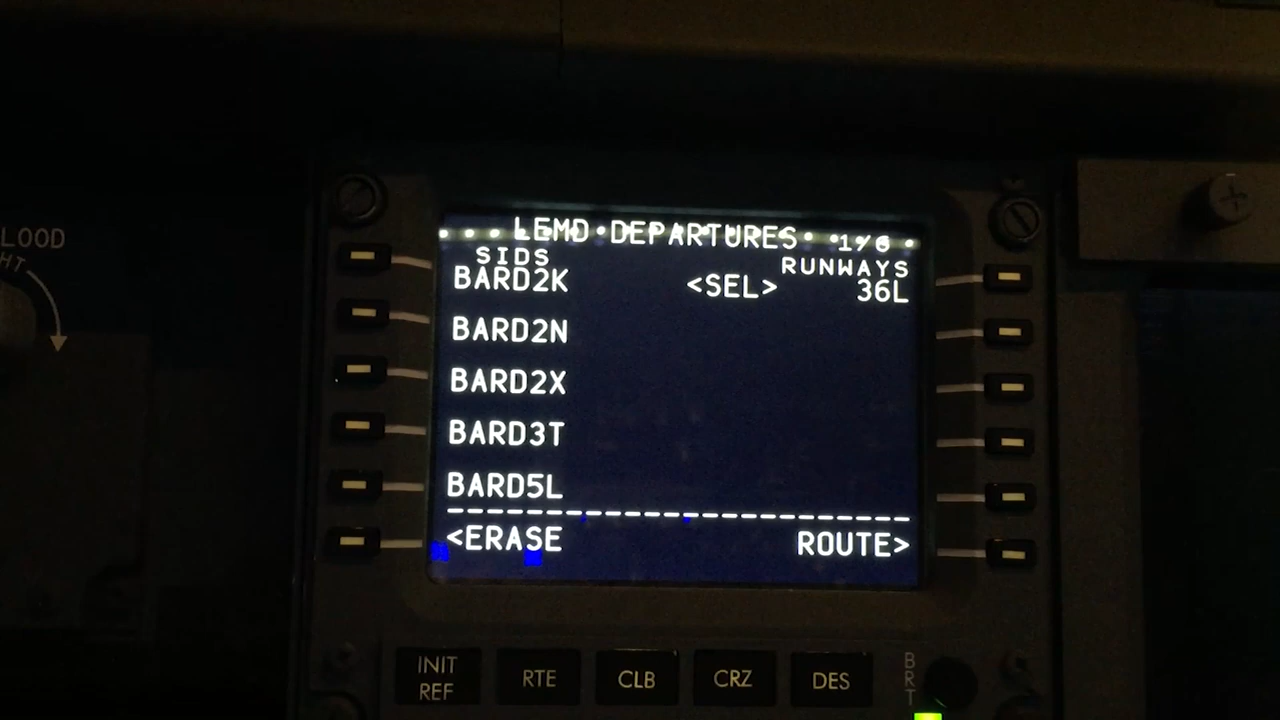 LEMD DEPARTURES 1/6
SIDS RUNWAYS
BARD2K <SEL> 36L
BARD2N
BARD2X
BARD3T
BARD5L
<ERASE ROUTE>
LOOD
HT
INIT REF RTE CLB CRZ DES BRT